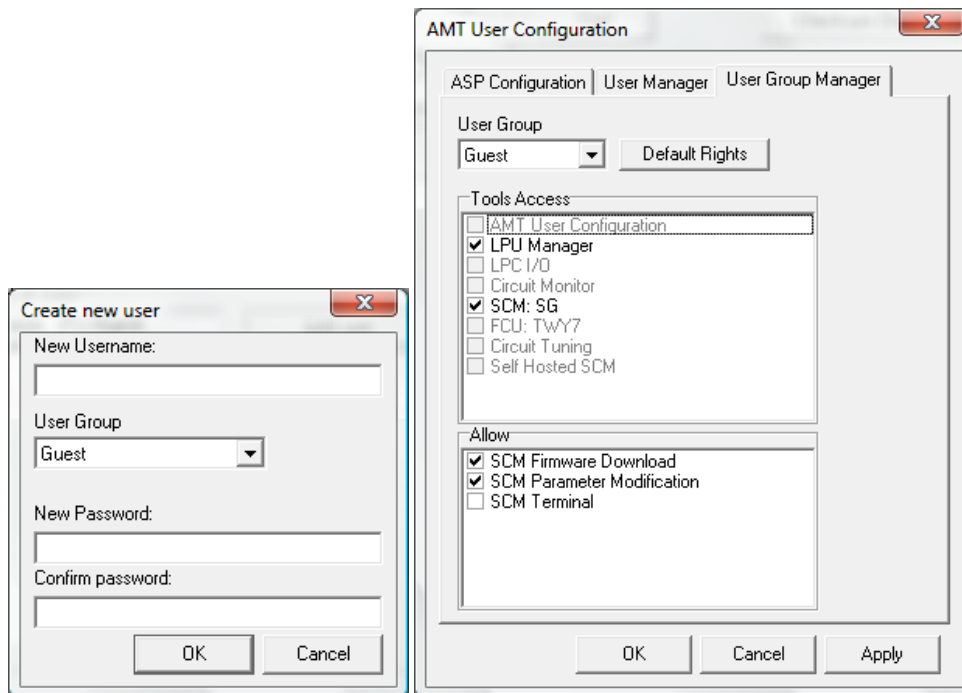 Create new user
New Username:
User Group
Guest
New Password:
Confirm password:
OK Cancel
AMT User Configuration
ASP Configuration User Manager User Group Manager
User Group
Guest Default Rights
Tools Access
AMT User Configuration
LPU Manager
LPC I/O
Circuit Monitor
SCM: SG
FCU: TWY7
Circuit Tuning
Self Hosted SCM
Allow
SCM Firmware Download
SCM Parameter Modification
SCM Terminal
OK Cancel Apply